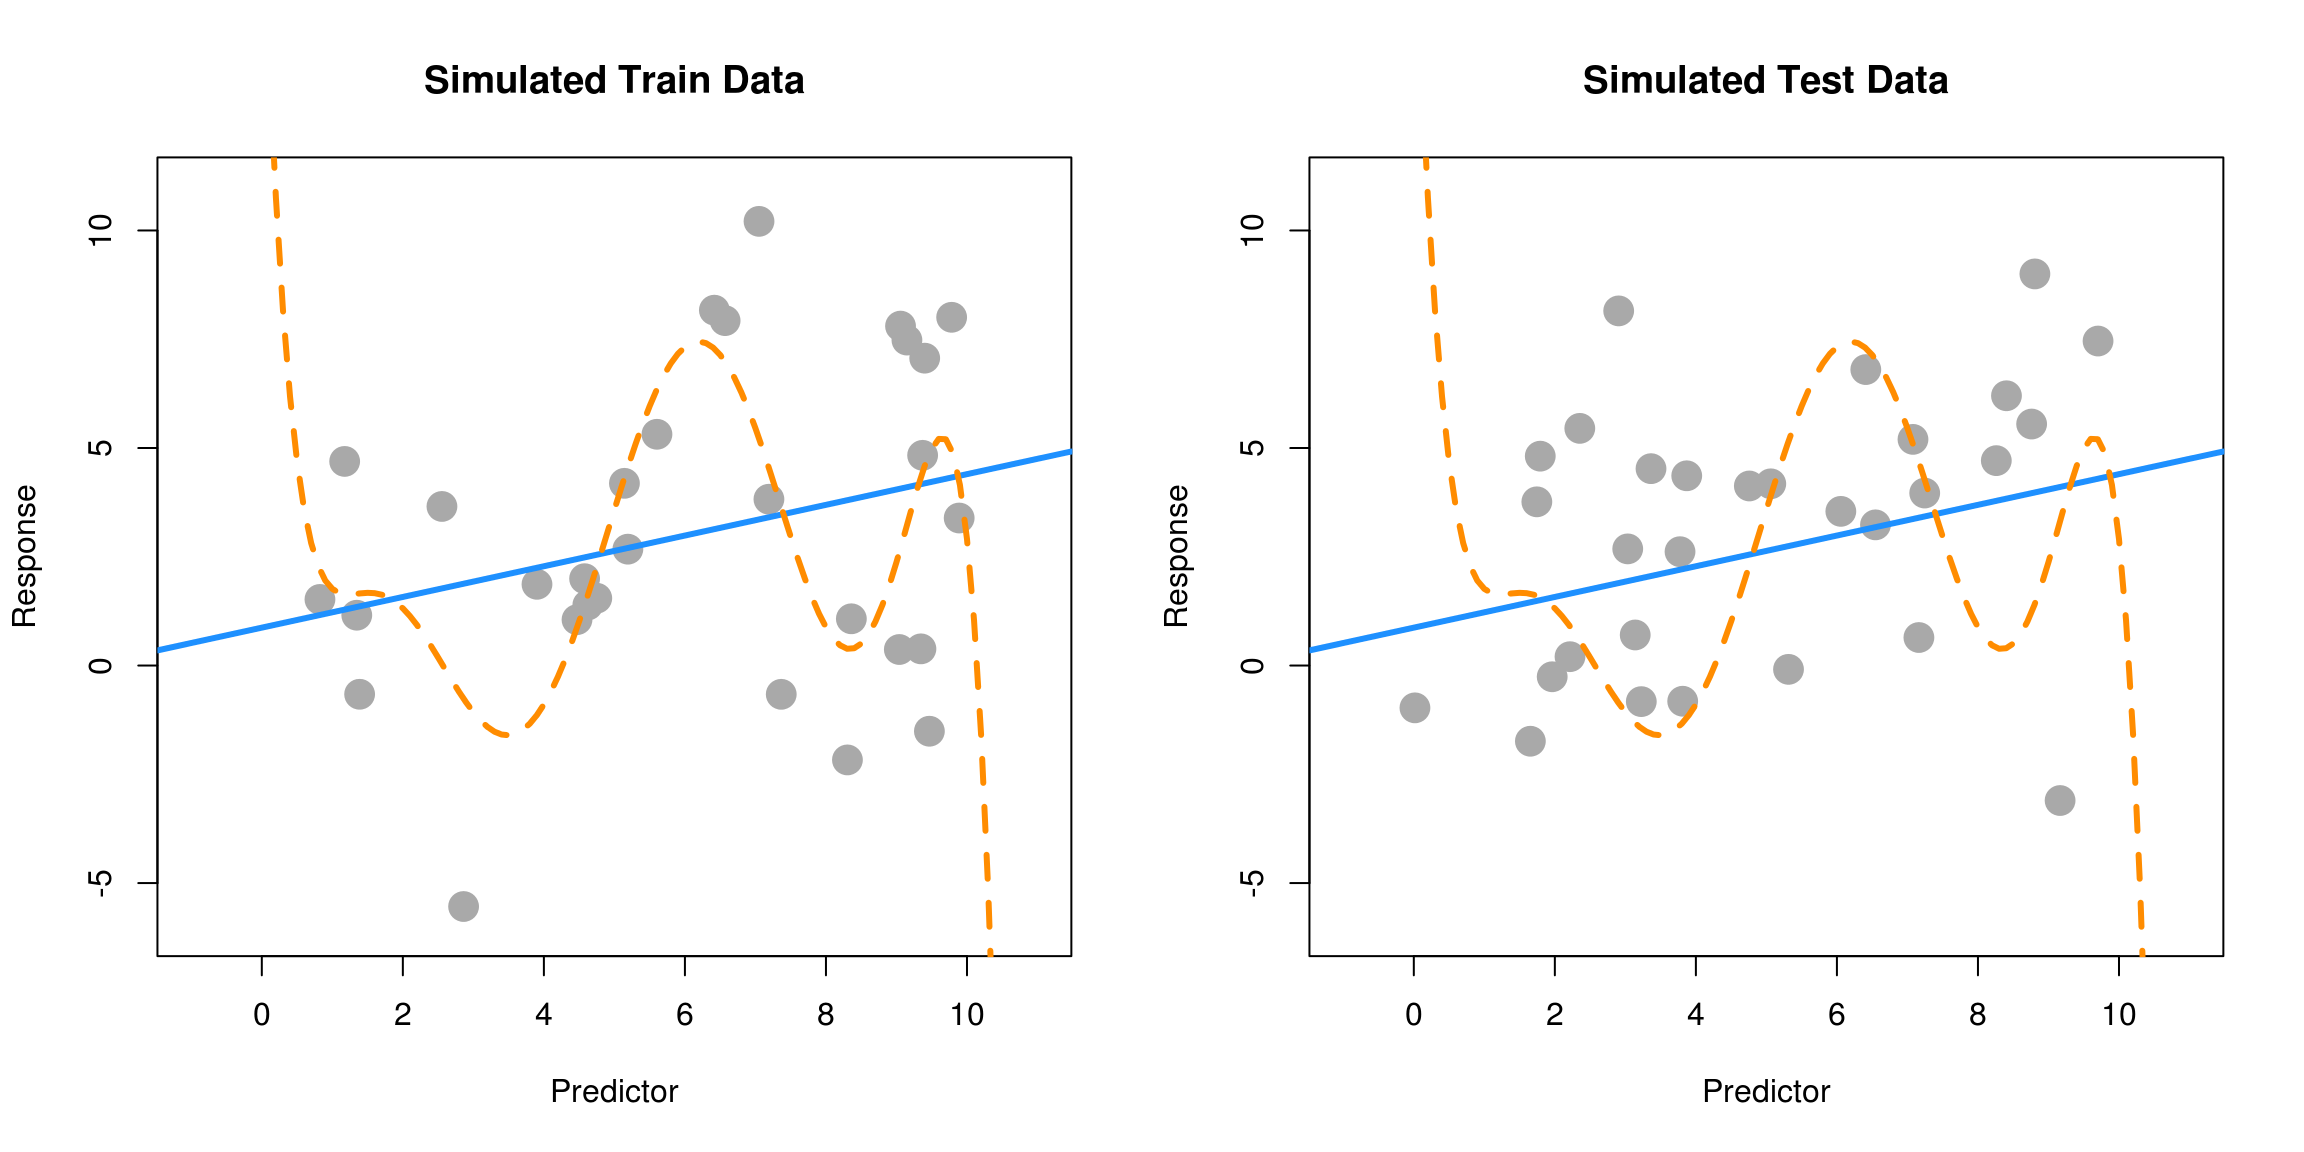 Simulated Train Data
Response
10
5
0
-5
0 2 4 6 8 10
Predictor
Simulated Test Data
Response
10
5
0
-5
0 2 4 6 8 10
Predictor